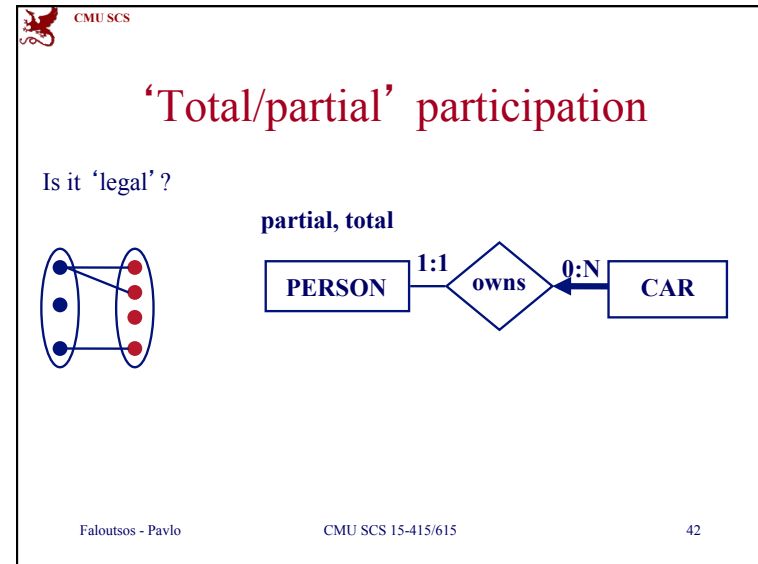 CMU SCS
‘Total/partial’ participation
Is it ‘legal’?
partial, total
PERSON 1:1 owns 0:N CAR
Faloutsos - Pavlo CMU SCS 15-415/615 42